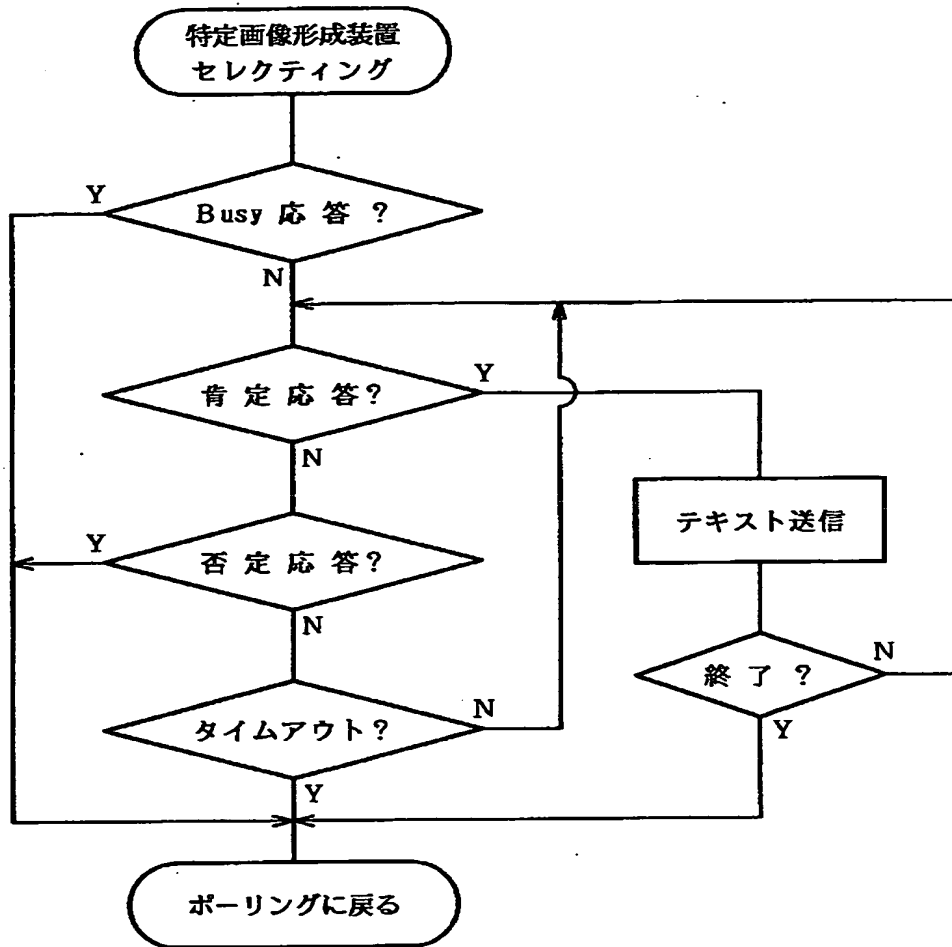 特定画像形成装置
セレクティング
Y
Busy 応答?
N
肯定応答?
Y
N
テキスト送信
Y
否定応答?
N
終了?
N
Y
タイムアウト?
N
Y
ポーリングに戻る